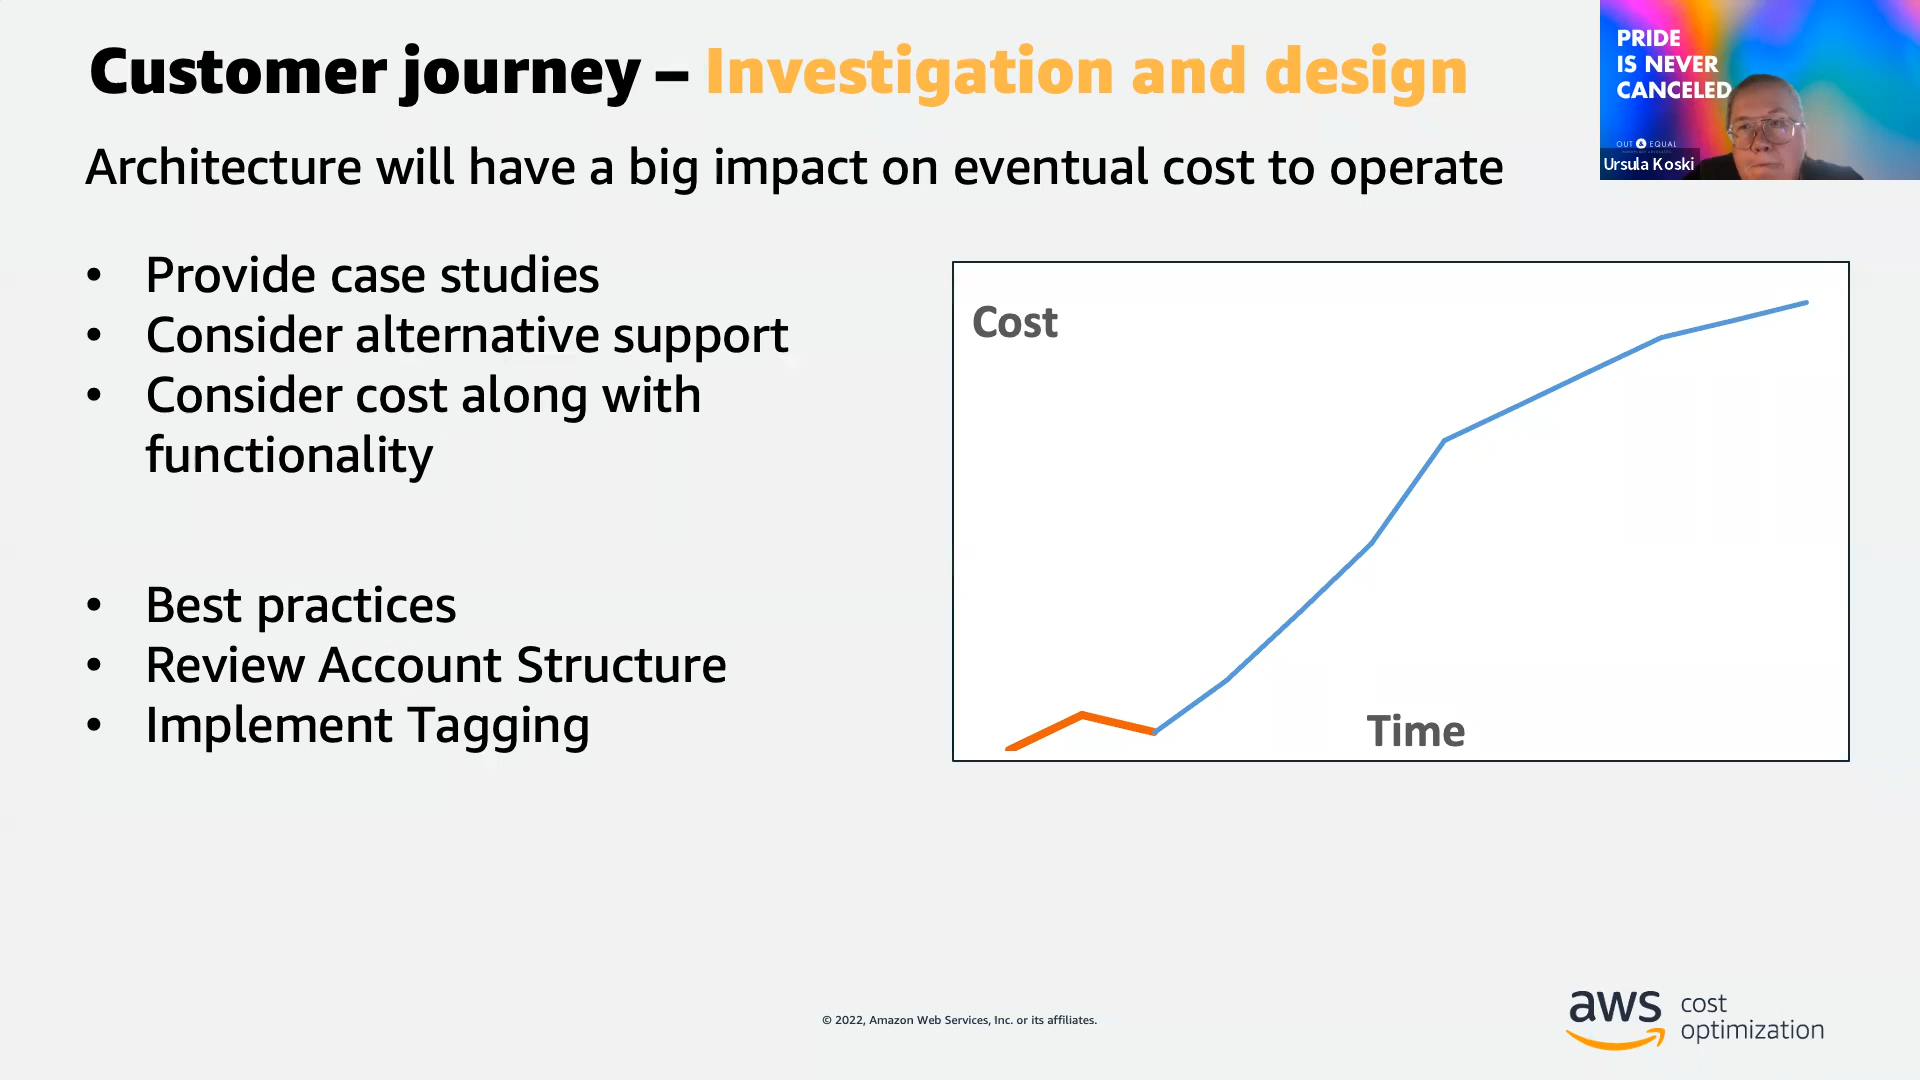 Customer journey – Investigation and design
Architecture will have a big impact on eventual cost to operate
• Provide case studies
• Consider alternative support
• Consider cost along with
functionality
• Best practices
• Review Account Structure
• Implement Tagging
Cost
Time
PRIDE
IS NEVER
CANCELED
OUT & EQUAL
Ursula Koski
© 2022, Amazon Web Services, Inc. or its affiliates.
aws
cost
optimization